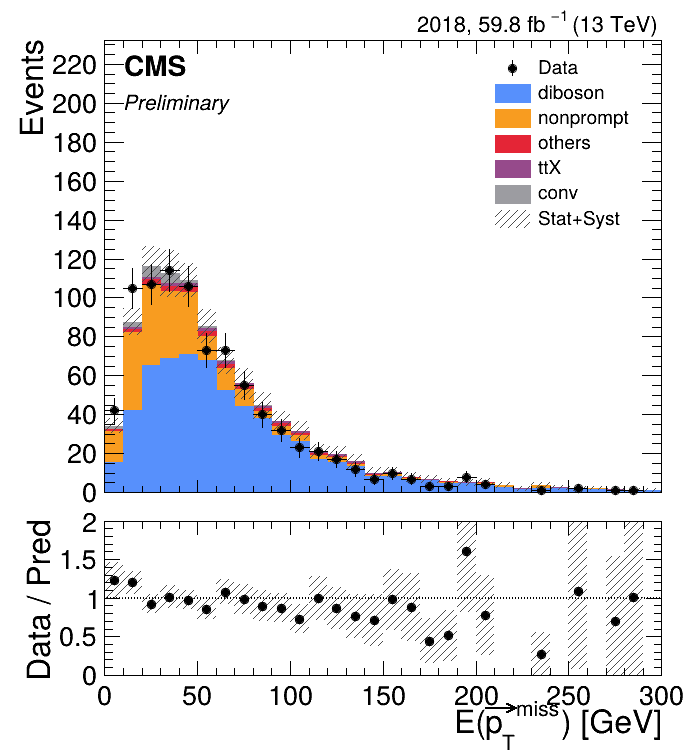 2018, 59.8 fb⁻¹ (13 TeV)
CMS
Preliminary
Events
220
200
180
160
140
120
100
80
60
40
20
0
Data
diboson
nonprompt
others
ttX
conv
Stat+Syst
Data / Pred
2
1.5
1
0.5
0
0 50 100 150 200 250 300
E(p⃗_T^miss) [GeV]